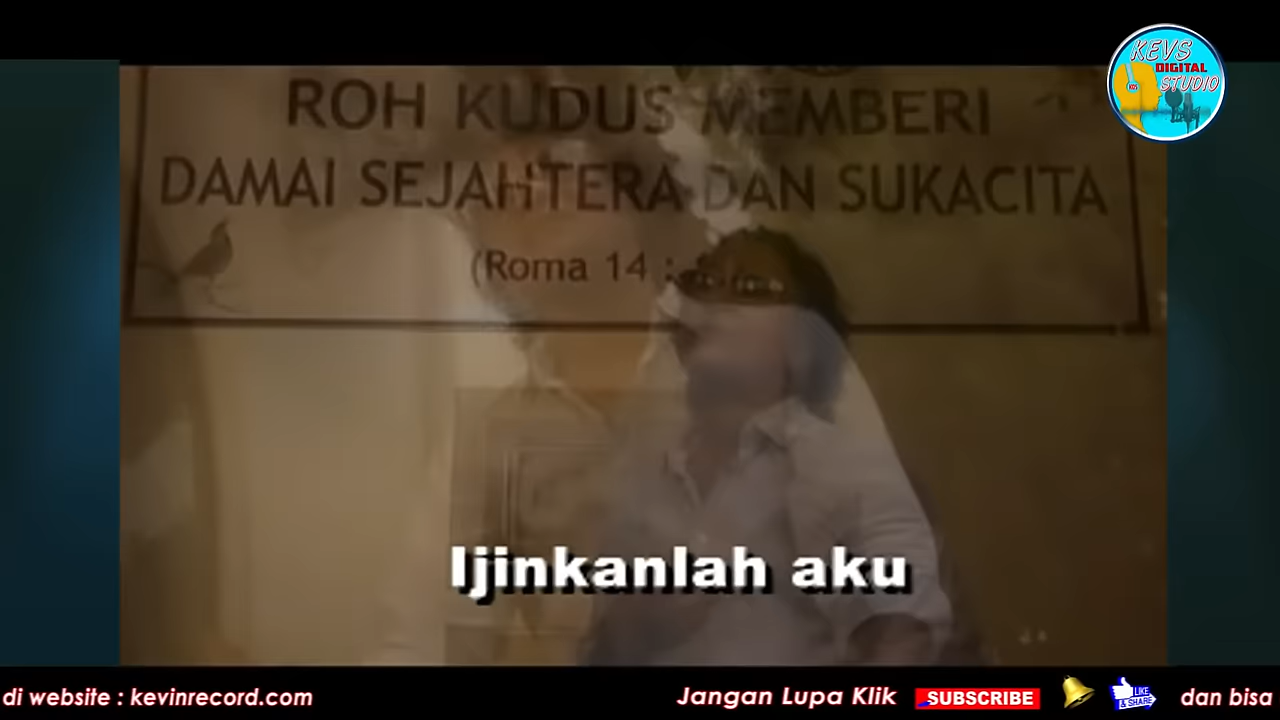 KEVS
DIGITAL
STUDIO
KDS
ROH KUDUS MEMBERI
DAMAI SEJAHTERA DAN SUKACITA
(Roma 14 :
Ijinkanlah aku
di website : kevinrecord.com
Jangan Lupa Klik
SUBSCRIBE
LIKE
& SHARE
dan bisa